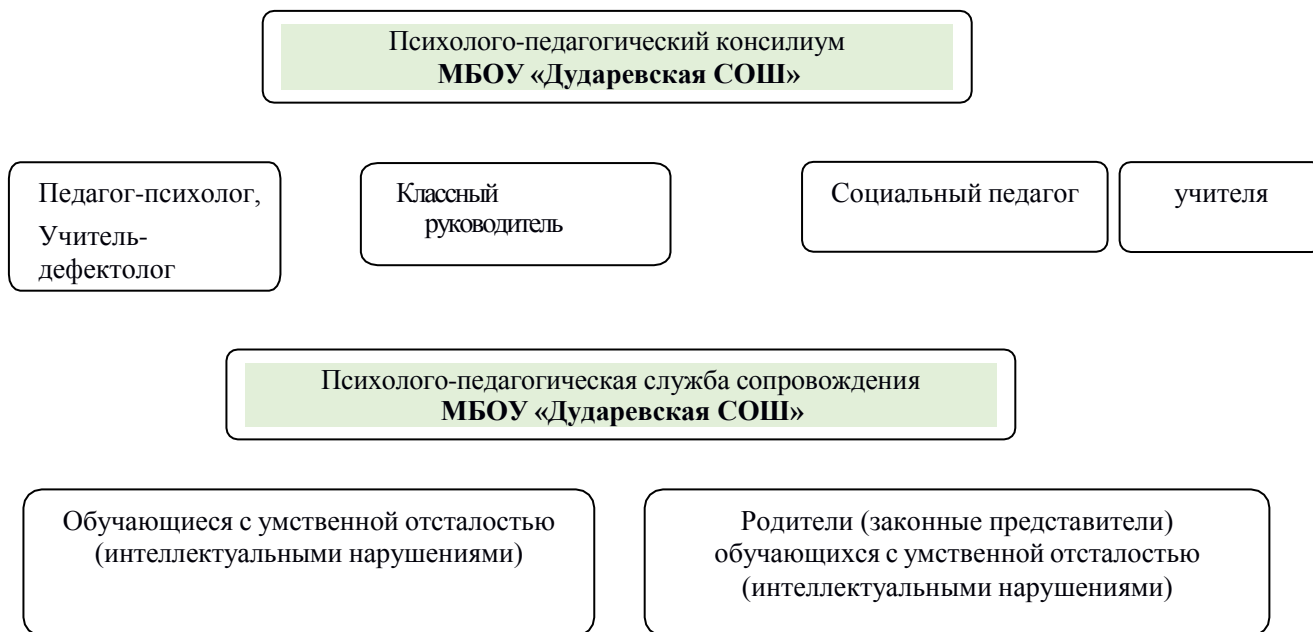 Психолого-педагогический консилиум
МБОУ «Дударевская СОШ»
Педагог-психолог,
Учитель-
дефектолог
Классный
руководитель
Социальный педагог
учителя
Психолого-педагогическая служба сопровождения
МБОУ «Дударевская СОШ»
Обучающиеся с умственной отсталостью
(интеллектуальными нарушениями)
Родители (законные представители)
обучающихся с умственной отсталостью
(интеллектуальными нарушениями)